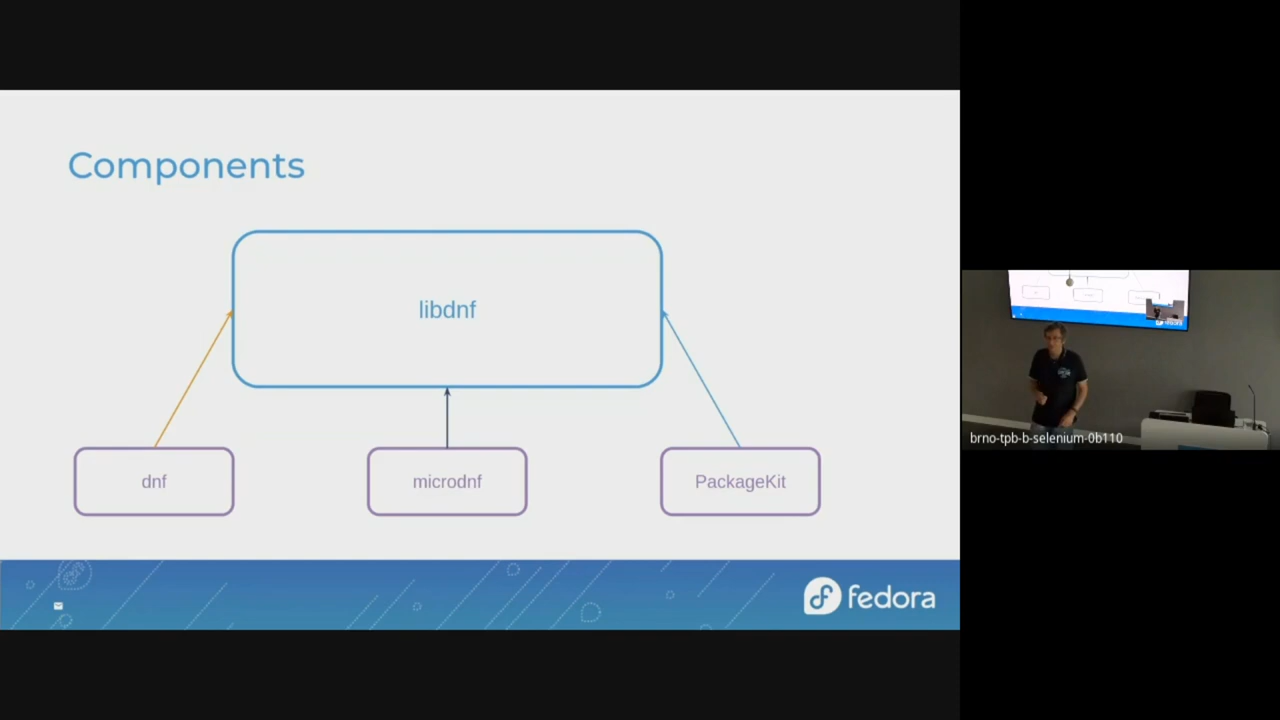 Components
libdnf
dnf
microdnf
PackageKit
fedora
brno-tpb-b-selenium-0b110